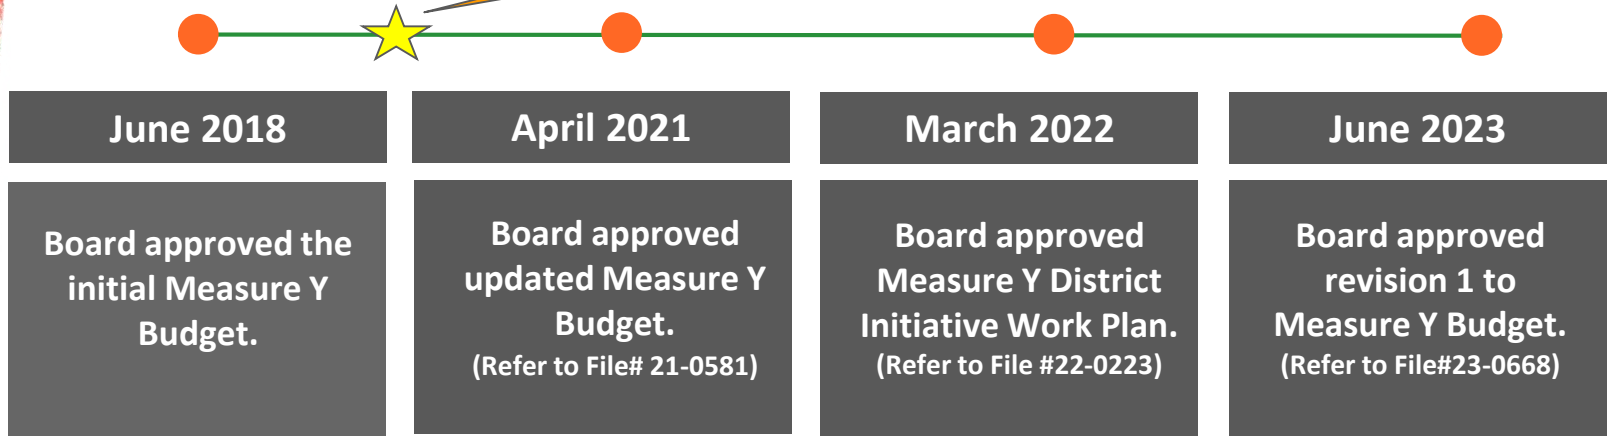 June 2018
April 2021
March 2022
June 2023
Board approved the
initial Measure Y
Budget.
Board approved
updated Measure Y
Budget.
(Refer to File# 21-0581)
Board approved
Measure Y District
Initiative Work Plan.
(Refer to File #22-0223)
Board approved
revision 1 to
Measure Y Budget.
(Refer to File#23-0668)